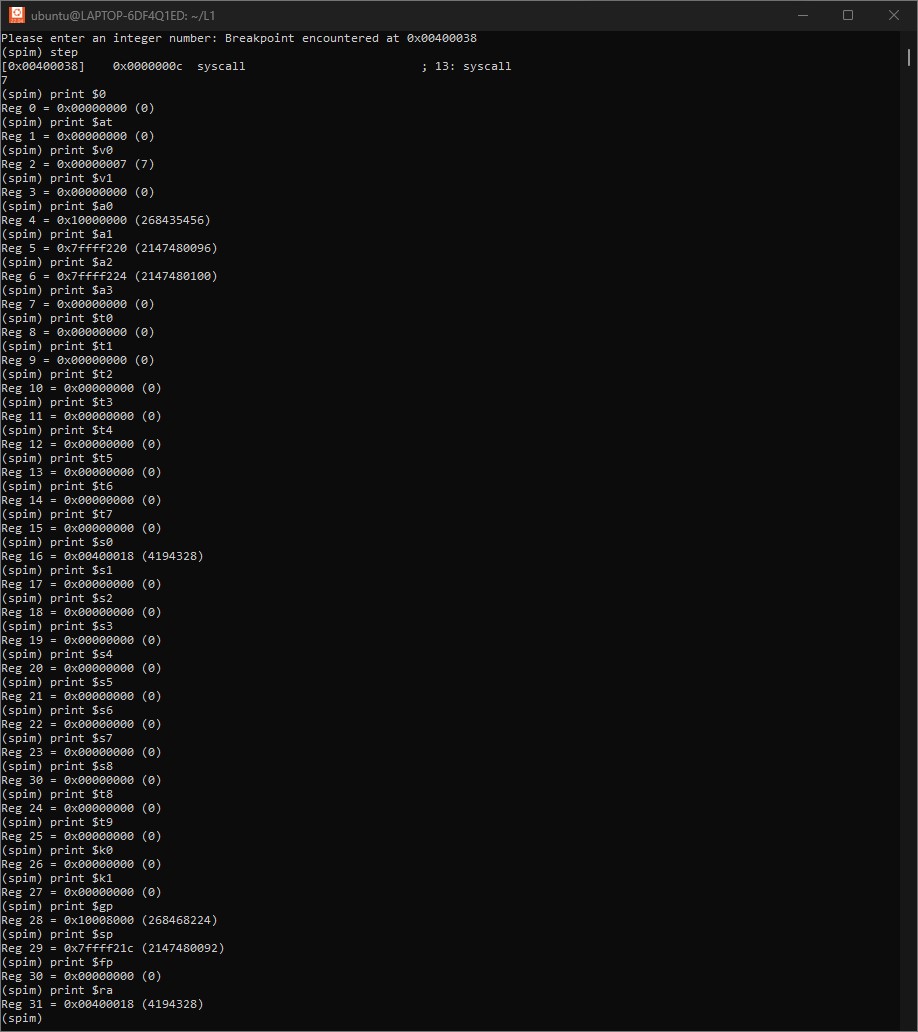 ubuntu@LAPTOP-6DF4Q1ED: ~/L1
Please enter an integer number: Breakpoint encountered at 0x00400038
(spim) step
[0x00400038]    0x0000000c  syscall                         ; 13: syscall
7
(spim) print $0
Reg 0 = 0x00000000 (0)
(spim) print $at
Reg 1 = 0x00000000 (0)
(spim) print $v0
Reg 2 = 0x00000007 (7)
(spim) print $v1
Reg 3 = 0x00000000 (0)
(spim) print $a0
Reg 4 = 0x10000000 (268435456)
(spim) print $a1
Reg 5 = 0x7ffff220 (2147480096)
(spim) print $a2
Reg 6 = 0x7ffff224 (2147480100)
(spim) print $a3
Reg 7 = 0x00000000 (0)
(spim) print $t0
Reg 8 = 0x00000000 (0)
(spim) print $t1
Reg 9 = 0x00000000 (0)
(spim) print $t2
Reg 10 = 0x00000000 (0)
(spim) print $t3
Reg 11 = 0x00000000 (0)
(spim) print $t4
Reg 12 = 0x00000000 (0)
(spim) print $t5
Reg 13 = 0x00000000 (0)
(spim) print $t6
Reg 14 = 0x00000000 (0)
(spim) print $t7
Reg 15 = 0x00000000 (0)
(spim) print $s0
Reg 16 = 0x00400018 (4194328)
(spim) print $s1
Reg 17 = 0x00000000 (0)
(spim) print $s2
Reg 18 = 0x00000000 (0)
(spim) print $s3
Reg 19 = 0x00000000 (0)
(spim) print $s4
Reg 20 = 0x00000000 (0)
(spim) print $s5
Reg 21 = 0x00000000 (0)
(spim) print $s6
Reg 22 = 0x00000000 (0)
(spim) print $s7
Reg 23 = 0x00000000 (0)
(spim) print $s8
Reg 30 = 0x00000000 (0)
(spim) print $t8
Reg 24 = 0x00000000 (0)
(spim) print $t9
Reg 25 = 0x00000000 (0)
(spim) print $k0
Reg 26 = 0x00000000 (0)
(spim) print $k1
Reg 27 = 0x00000000 (0)
(spim) print $gp
Reg 28 = 0x10008000 (268468224)
(spim) print $sp
Reg 29 = 0x7ffff21c (2147480092)
(spim) print $fp
Reg 30 = 0x00000000 (0)
(spim) print $ra
Reg 31 = 0x00400018 (4194328)
(spim)